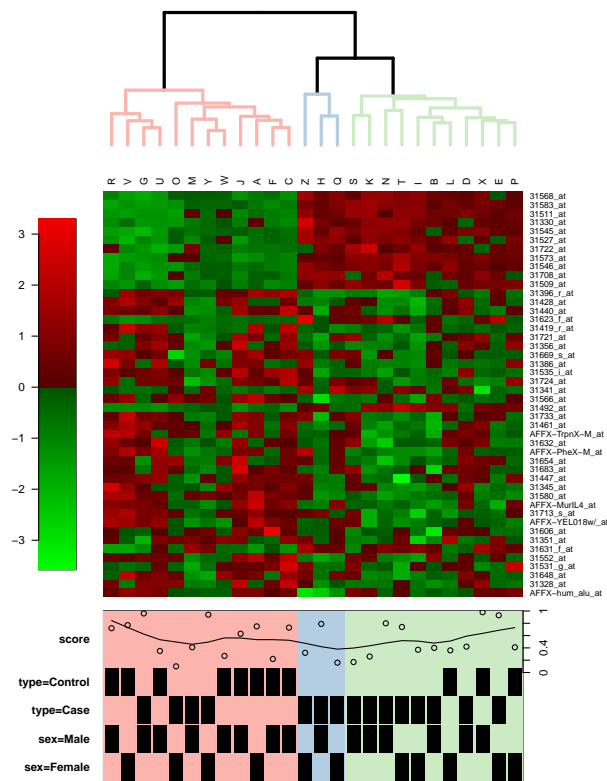 R V G U O M Y W J A F C Z H Q S K N T I B L D X E P
31568_at
31583_at
31511_at
31330_at
31545_at
31527_at
31722_at
31573_at
31546_at
31708_at
31509_at
31396_r_at
31428_at
31440_at
31623_f_at
31419_r_at
31721_at
31356_at
31669_s_at
31386_at
31535_i_at
31724_at
31341_at
31566_at
31492_at
31733_at
31461_at
AFFX-TrpnX-M_at
31632_at
AFFX-PheX-M_at
31654_at
31683_at
31447_at
31345_at
31580_at
AFFX-MurIL4_at
31713_s_at
AFFX-YEL018w/_at
31606_at
31351_at
31631_f_at
31552_at
31531_g_at
31648_at
31328_at
AFFX-hum_alu_at
3
2
1
0
-1
-2
-3
score
1
0.4
0
type=Control
type=Case
sex=Male
sex=Female